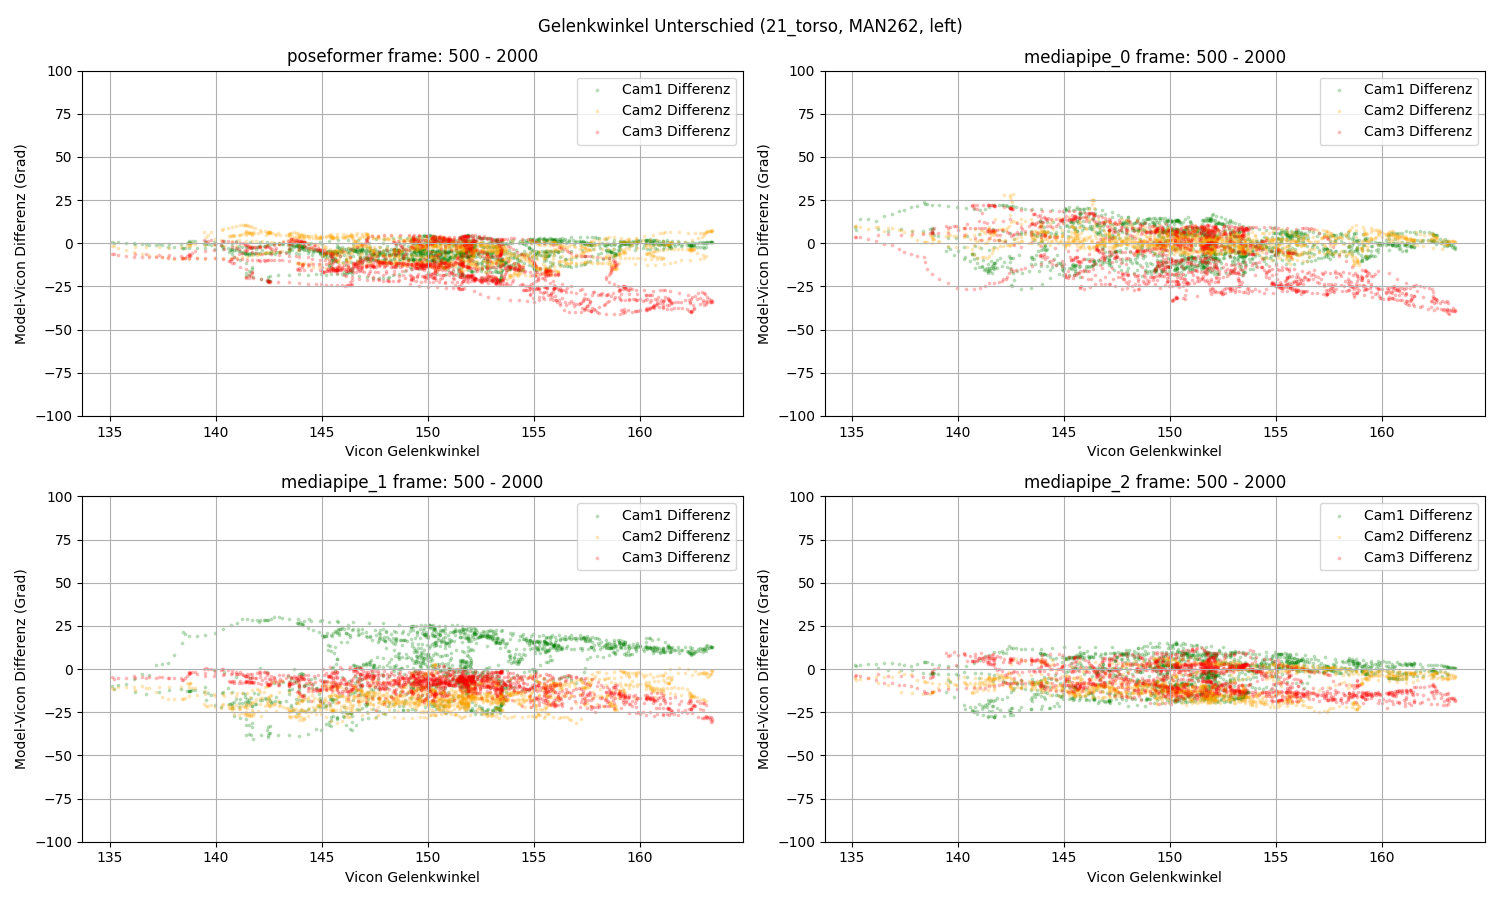 Gelenkwinkel Unterschied (21_torso, MAN262, left)
poseformer frame: 500 - 2000
100
75
50
25
0
−25
−50
−75
−100
Model-Vicon Differenz (Grad)
Cam1 Differenz
Cam2 Differenz
Cam3 Differenz
135 140 145 150 155 160
Vicon Gelenkwinkel
mediapipe_0 frame: 500 - 2000
100
75
50
25
0
−25
−50
−75
−100
Model-Vicon Differenz (Grad)
Cam1 Differenz
Cam2 Differenz
Cam3 Differenz
135 140 145 150 155 160
Vicon Gelenkwinkel
mediapipe_1 frame: 500 - 2000
100
75
50
25
0
−25
−50
−75
−100
Model-Vicon Differenz (Grad)
Cam1 Differenz
Cam2 Differenz
Cam3 Differenz
135 140 145 150 155 160
Vicon Gelenkwinkel
mediapipe_2 frame: 500 - 2000
100
75
50
25
0
−25
−50
−75
−100
Model-Vicon Differenz (Grad)
Cam1 Differenz
Cam2 Differenz
Cam3 Differenz
135 140 145 150 155 160
Vicon Gelenkwinkel